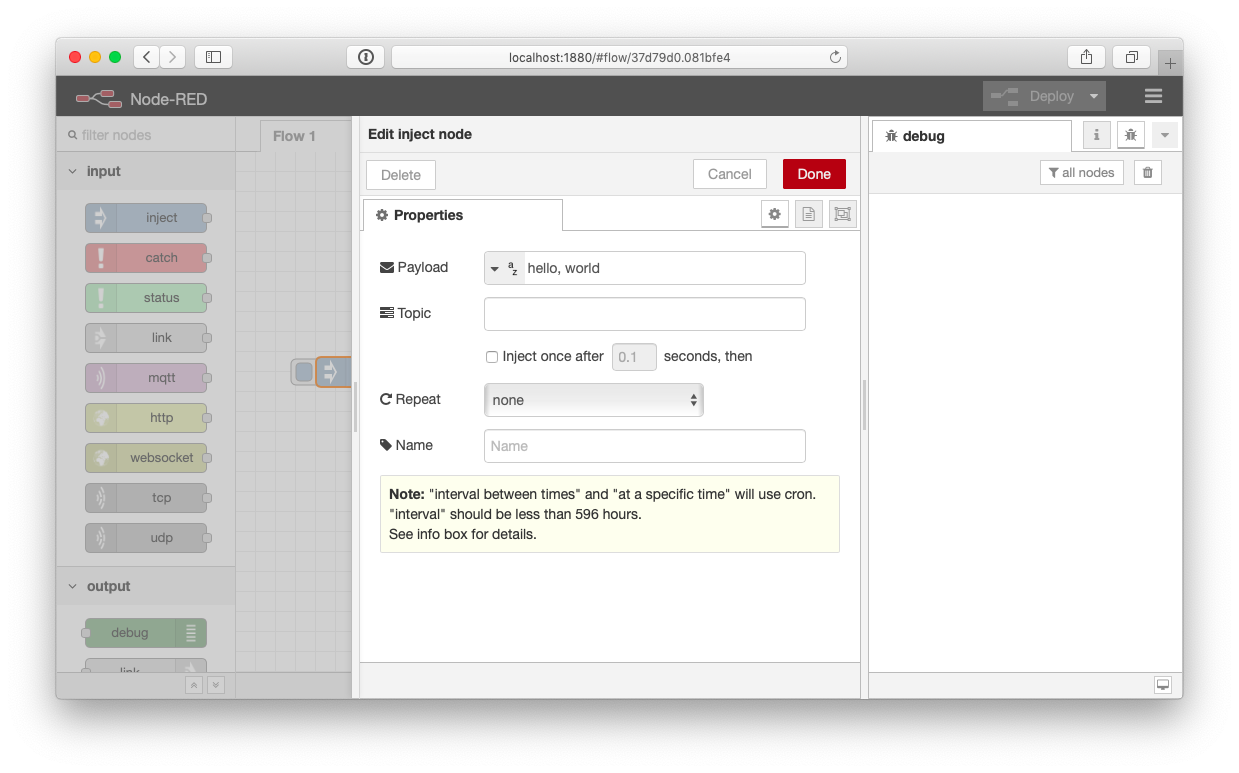 localhost:1880/#flow/37d79d0.081bfe4
Node-RED
Deploy
filter nodes
input
inject
catch
status
link
mqtt
http
websocket
tcp
udp
output
debug
link
Flow 1
Edit inject node
Delete
Cancel
Done
Properties
Payload
a
z
hello, world
Topic
Inject once after 0.1 seconds, then
Repeat
none
Name
Name
Note: "interval between times" and "at a specific time" will use cron.
"interval" should be less than 596 hours.
See info box for details.
debug
i
all nodes